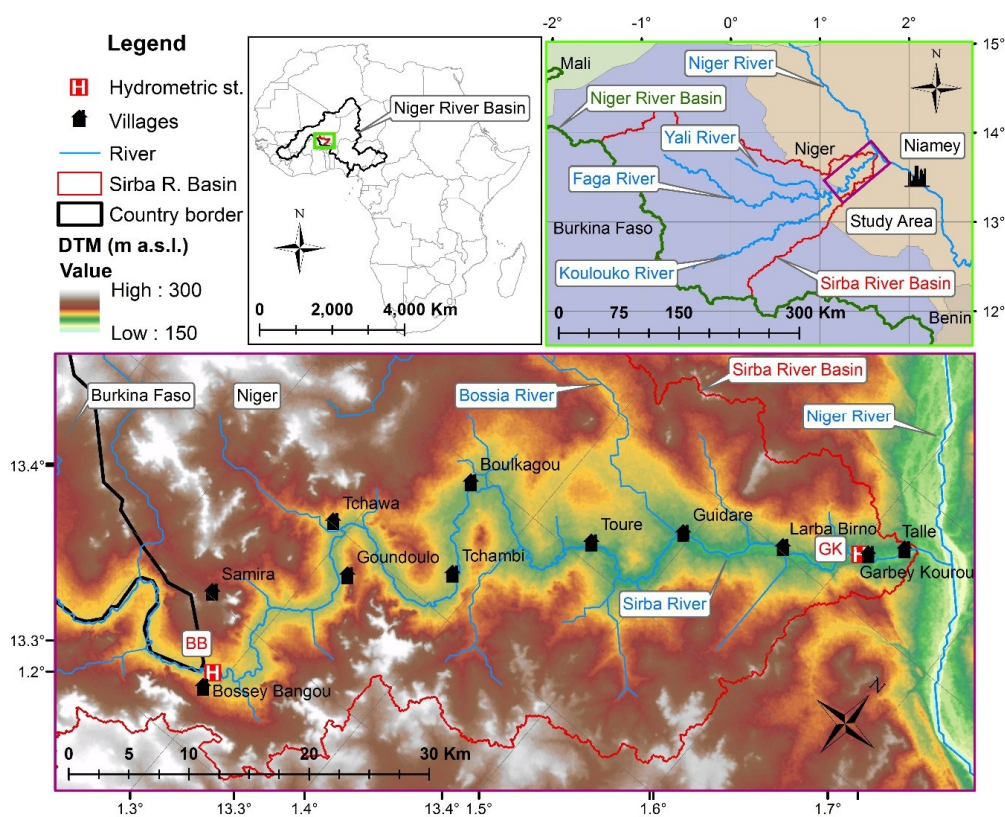 Legend
Hydrometric st.
Villages
River
Sirba R. Basin
Country border
DTM (m a.s.l.)
Value
High : 300
Low : 150
H
Niger River Basin
N
0 2,000 4,000 Km
-2° 0° 1° 2°
15°
14°
13°
12°
Mali
Niger River
N
Niger River Basin
Yali River
Niger
Niamey
Faga River
Burkina Faso
Study Area
Koulouko River
Sirba River Basin
0 75 150 300 Km
Benin
Burkina Faso
Niger
Bossia River
Sirba River Basin
Niger River
13.4°
Boulkagou
Tchawa
Toure
Guidare
Larba Birno
Talle
GK
H
Goundoulo
Tchambi
Garbey Kourou
Samira
Sirba River
13.3°
BB
1.2°
H
Bossey Bangou
N
0 5 10 20 30 Km
1.3° 13.3° 1.4° 13.4° 1.5° 1.6° 1.7°